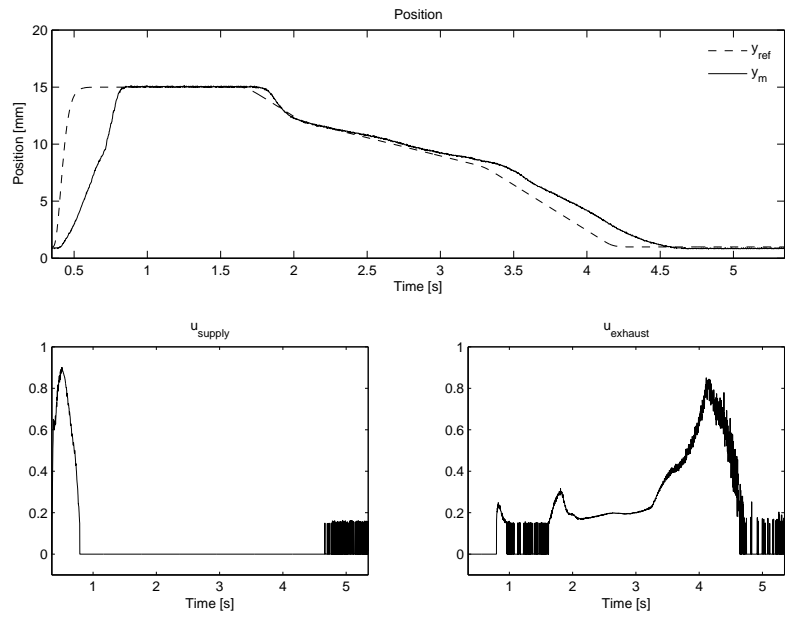 Position
20
15
10
5
0
Position [mm]
y_ref
y_m
0.5 1 1.5 2 2.5 3 3.5 4 4.5 5
Time [s]
u_supply
1
0.8
0.6
0.4
0.2
0
1 2 3 4 5
Time [s]
u_exhaust
1
0.8
0.6
0.4
0.2
0
1 2 3 4 5
Time [s]